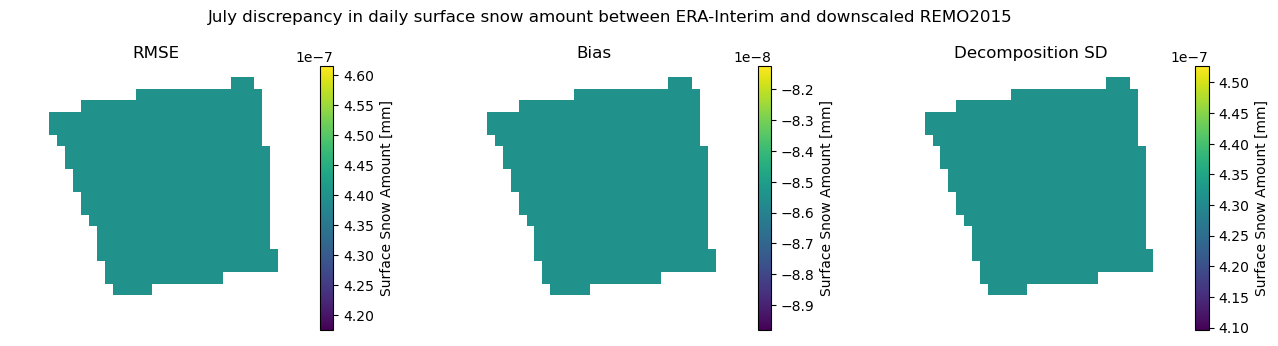 July discrepancy in daily surface snow amount between ERA-Interim and downscaled REMO2015
RMSE
1e−7
4.60
4.55
4.50
4.45
4.40
4.35
4.30
4.25
4.20
Surface Snow Amount [mm]
Bias
1e−8
−8.2
−8.3
−8.4
−8.5
−8.6
−8.7
−8.8
−8.9
Surface Snow Amount [mm]
Decomposition SD
1e−7
4.50
4.45
4.40
4.35
4.30
4.25
4.20
4.15
4.10
Surface Snow Amount [mm]